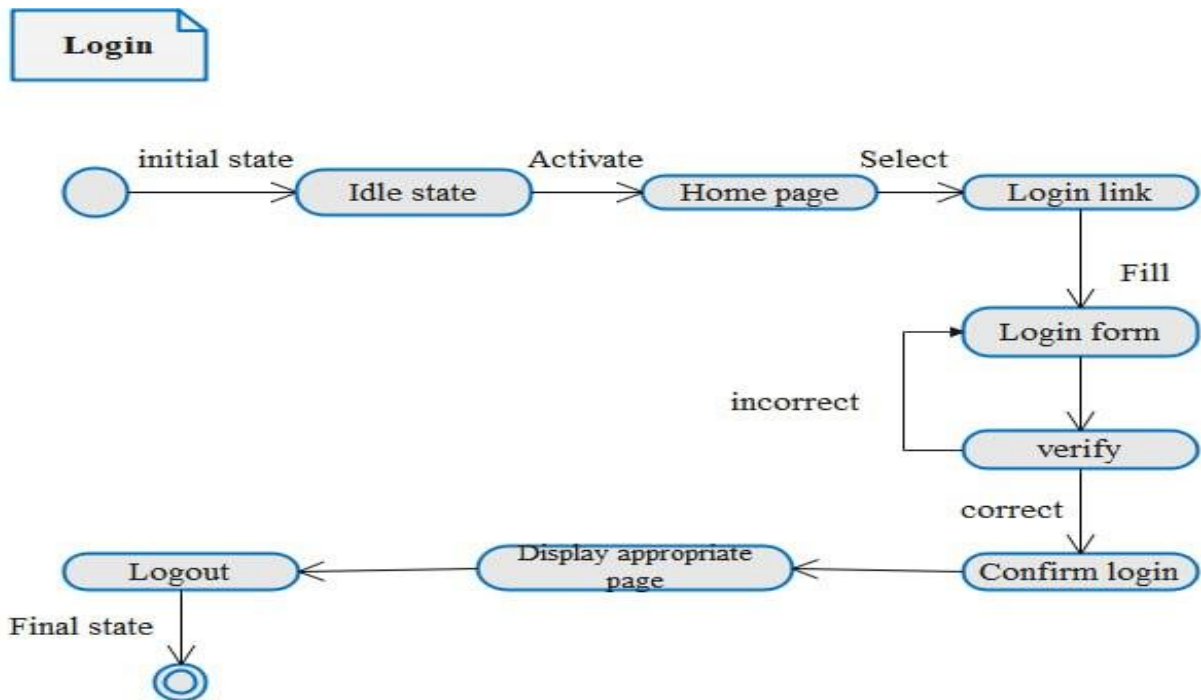 Login
initial state
Activate
Select
Idle state
Home page
Login link
Fill
Login form
incorrect
verify
correct
Confirm login
Display appropriate
page
Logout
Final state